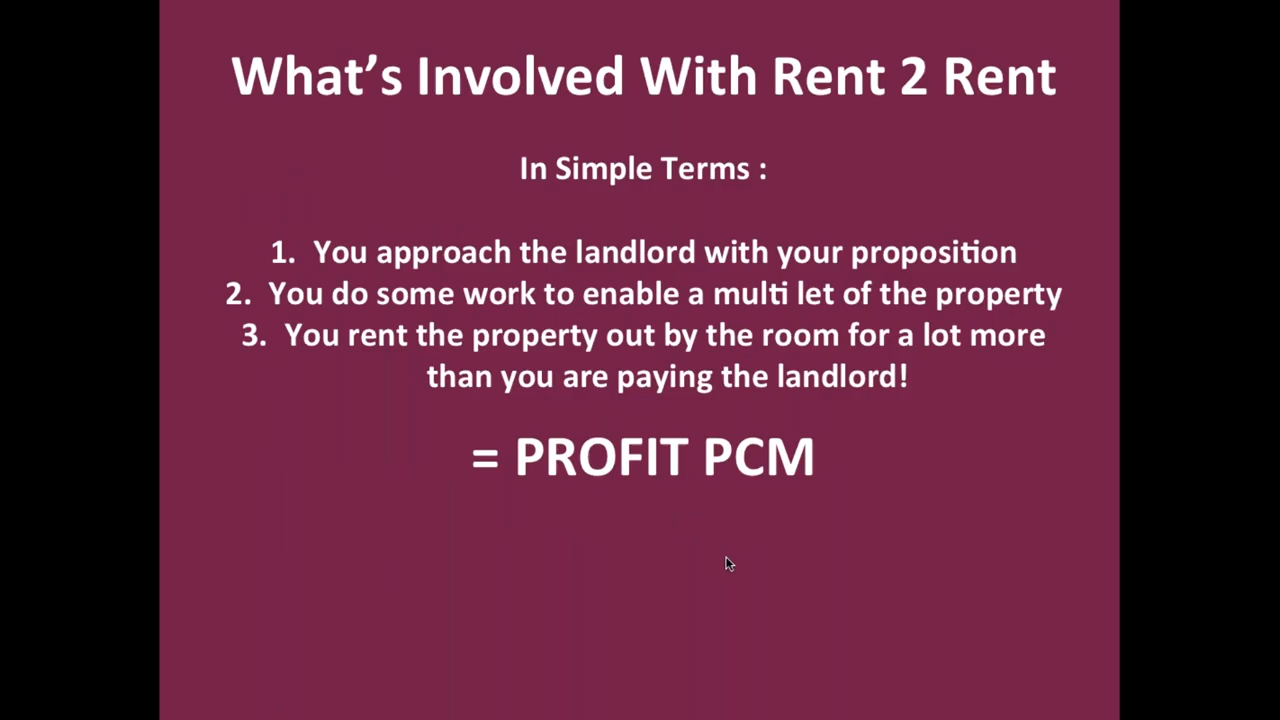 What’s Involved With Rent 2 Rent
In Simple Terms :
1. You approach the landlord with your proposition
2. You do some work to enable a multi let of the property
3. You rent the property out by the room for a lot more
than you are paying the landlord!
= PROFIT PCM